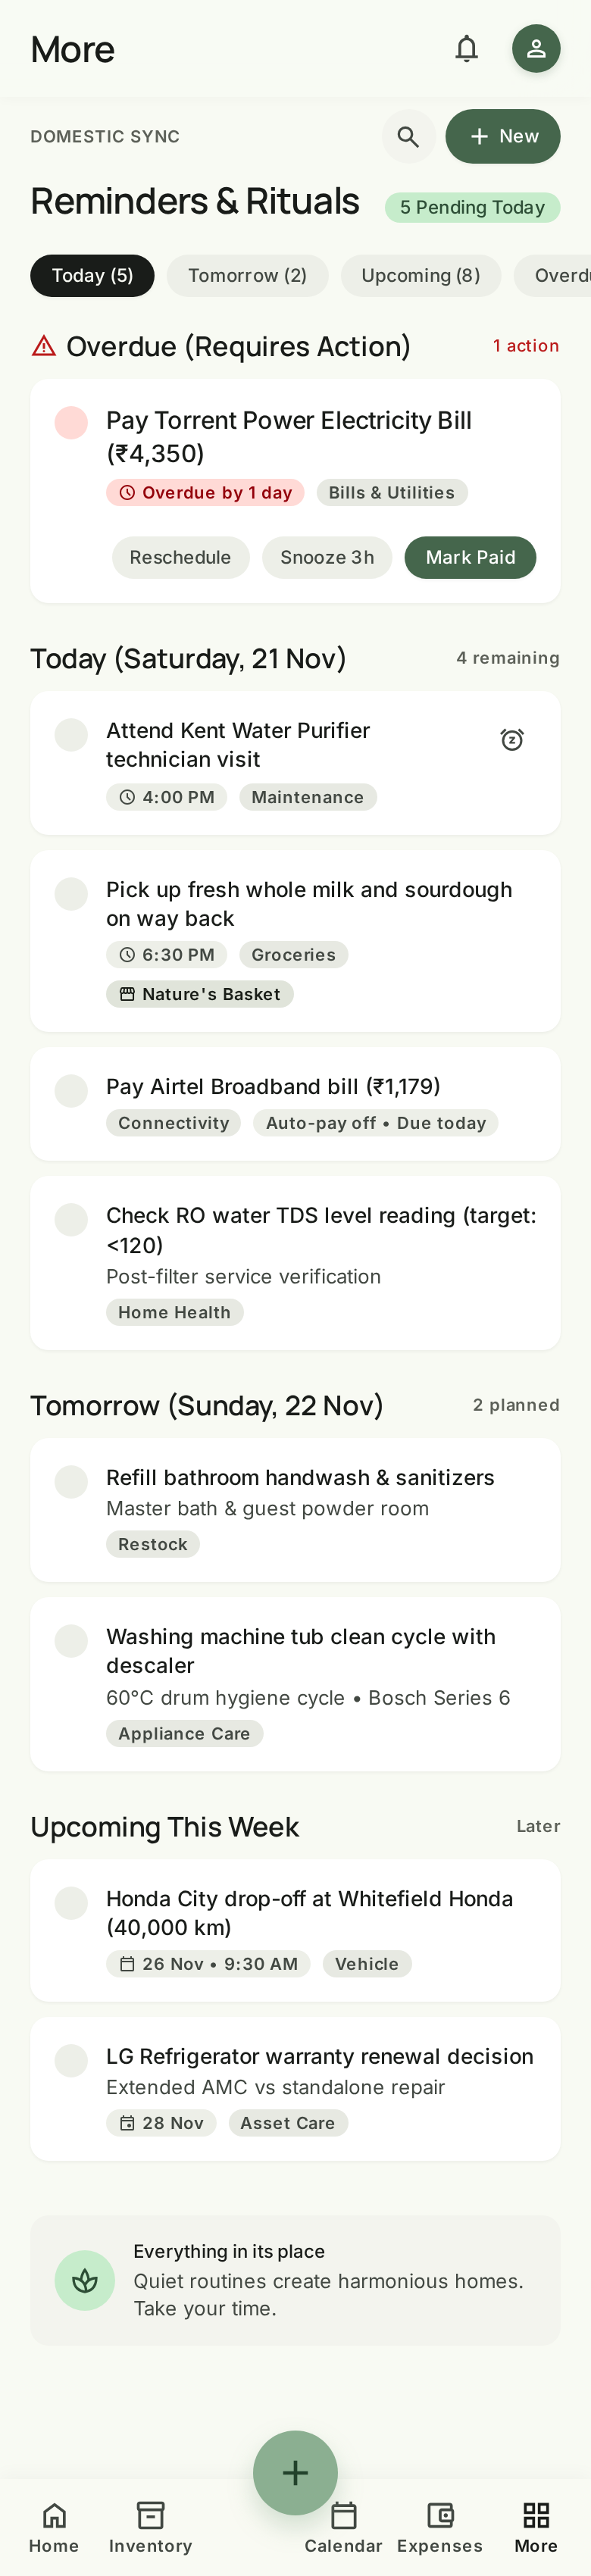 More
DOMESTIC SYNC
New
Reminders & Rituals
5 Pending Today
Today (5)
Tomorrow (2)
Upcoming (8)
Overdu
Overdue (Requires Action)
1 action
Pay Torrent Power Electricity Bill
(₹4,350)
Overdue by 1 day
Bills & Utilities
Reschedule
Snooze 3h
Mark Paid
Today (Saturday, 21 Nov)
4 remaining
Attend Kent Water Purifier
technician visit
4:00 PM
Maintenance
Pick up fresh whole milk and sourdough
on way back
6:30 PM
Groceries
Nature's Basket
Pay Airtel Broadband bill (₹1,179)
Connectivity
Auto-pay off • Due today
Check RO water TDS level reading (target:
<120)
Post-filter service verification
Home Health
Tomorrow (Sunday, 22 Nov)
2 planned
Refill bathroom handwash & sanitizers
Master bath & guest powder room
Restock
Washing machine tub clean cycle with
descaler
60°C drum hygiene cycle • Bosch Series 6
Appliance Care
Upcoming This Week
Later
Honda City drop-off at Whitefield Honda
(40,000 km)
26 Nov • 9:30 AM
Vehicle
LG Refrigerator warranty renewal decision
Extended AMC vs standalone repair
28 Nov
Asset Care
Everything in its place
Quiet routines create harmonious homes.
Take your time.
Home
Inventory
Calendar
Expenses
More